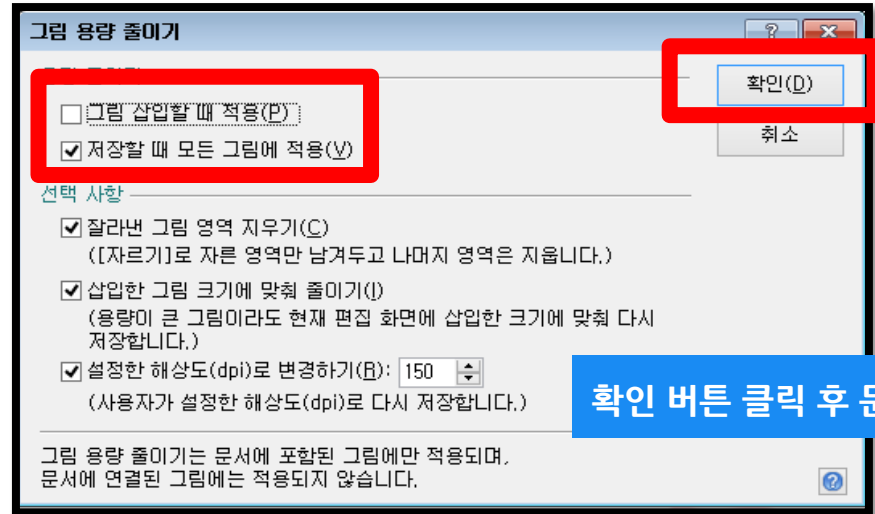 그림 용량 줄이기
확인(D)
그림 삽입할 때 적용(P)
취소
저장할 때 모든 그림에 적용(V)
선택 사항
잘라낸 그림 영역 지우기(C)
([자르기]로 자른 영역만 남겨두고 나머지 영역은 지웁니다.)
삽입한 그림 크기에 맞춰 줄이기(I)
(용량이 큰 그림이라도 현재 편집 화면에 삽입한 크기에 맞춰 다시
저장합니다.)
설정한 해상도(dpi)로 변경하기(R): 150
(사용자가 설정한 해상도(dpi)로 다시 저장합니다.)
확인 버튼 클릭 후
그림 용량 줄이기는 문서에 포함된 그림에만 적용되며,
문서에 연결된 그림에는 적용되지 않습니다.